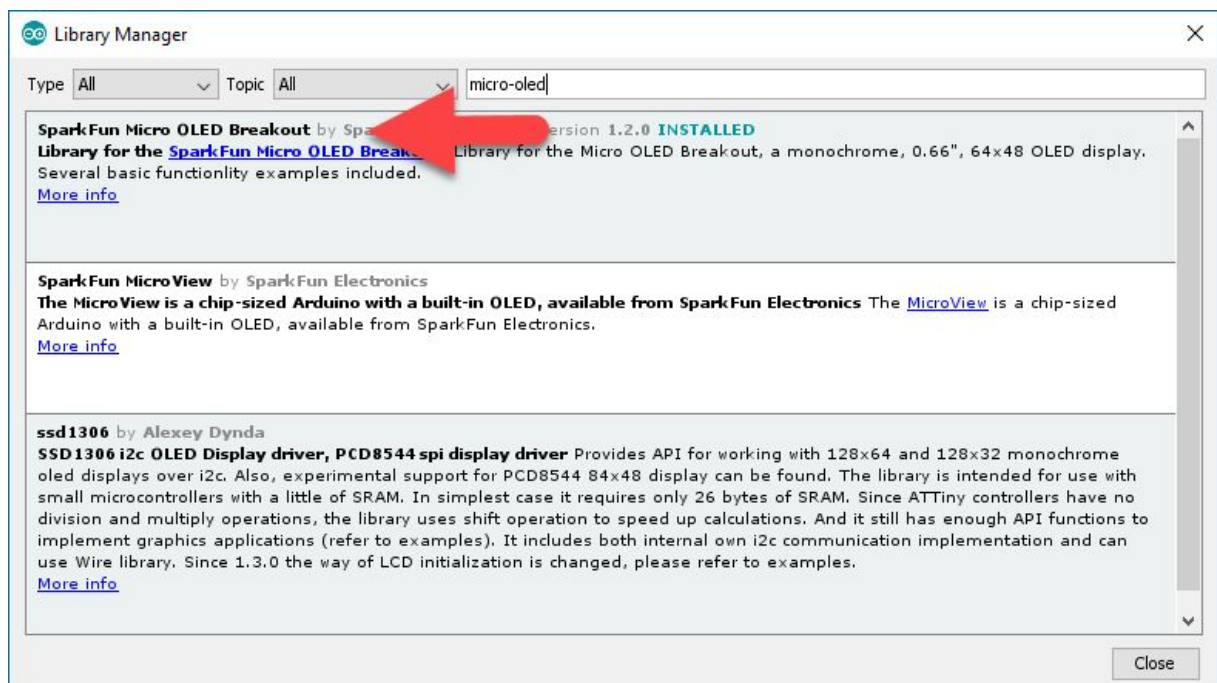 Library Manager
Type All Topic All micro-oled
SparkFun Micro OLED Breakout by 1.2.0 INSTALLED
Library for the SparkFun Micro OLED Library for the Micro OLED Breakout, a monochrome, 0.66", 64x48 OLED display.
Several basic functionlity examples included.
More info
SparkFun MicroView by SparkFun Electronics
The MicroView is a chip-sized Arduino with a built-in OLED, available from SparkFun Electronics The MicroView is a chip-sized
Arduino with a built-in OLED, available from SparkFun Electronics.
More info
ssd1306 by Alexey Dynda
SSD1306 i2c OLED Display driver, PCD8544 spi display driver Provides API for working with 128x64 and 128x32 monochrome
oled displays over i2c. Also, experimental support for PCD8544 84x48 display can be found. The library is intended for use with
small microcontrollers with a little of SRAM. In simplest case it requires only 26 bytes of SRAM. Since ATTiny controllers have no
division and multiply operations, the library uses shift operation to speed up calculations. And it still has enough API functions to
implement graphics applications (refer to examples). It includes both internal own i2c communication implementation and can
use Wire library. Since 1.3.0 the way of LCD initialization is changed, please refer to examples.
More info
Close